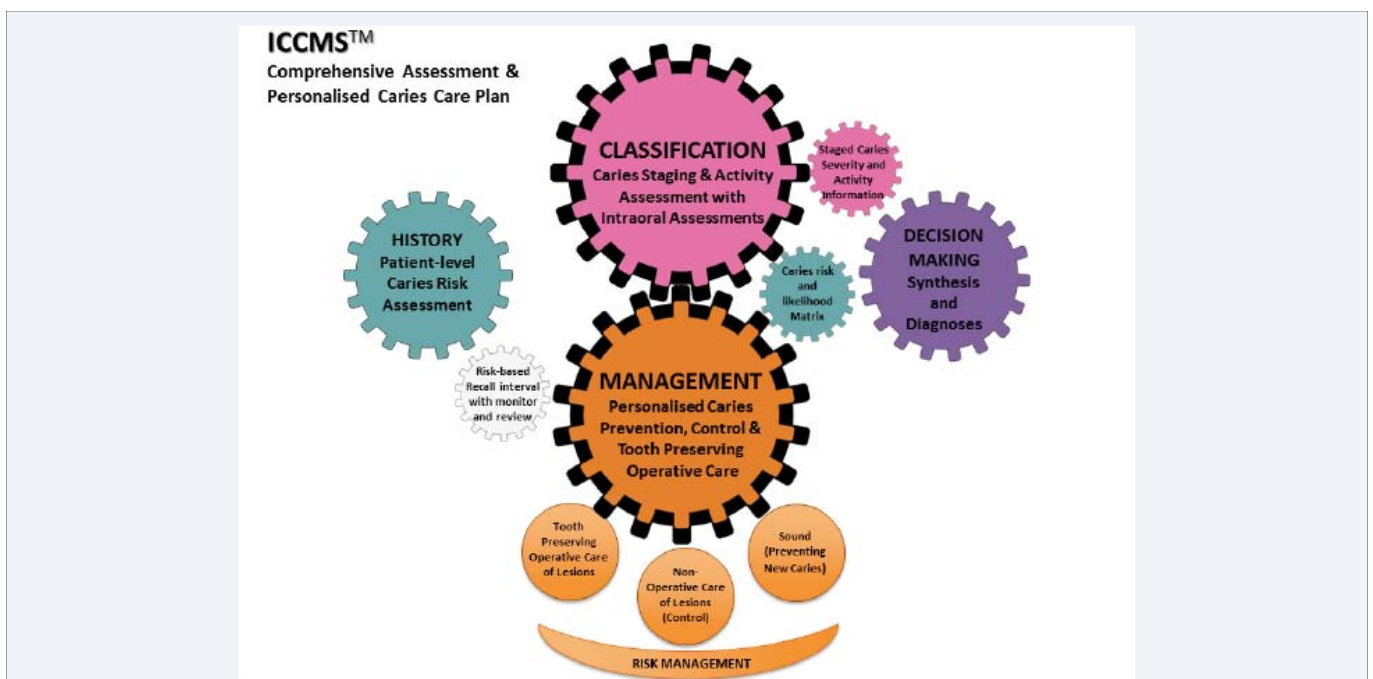 ICCMS™
Comprehensive Assessment &
Personalised Caries Care Plan
CLASSIFICATION
Caries Staging & Activity
Assessment with
Intraoral Assessments
Staged Caries
Severity and
Activity
Information
HISTORY
Patient-level
Caries Risk
Assessment
DECISION
MAKING
Synthesis
and
Diagnoses
Caries risk
and
likelihood
Matrix
Risk-based
Recall interval
with monitor
and review
MANAGEMENT
Personalised Caries
Prevention, Control &
Tooth Preserving
Operative Care
Tooth
Preserving
Operative Care
of Lesions
Non-
Operative Care
of Lesions
(Control)
Sound
(Preventing
New Caries)
RISK MANAGEMENT